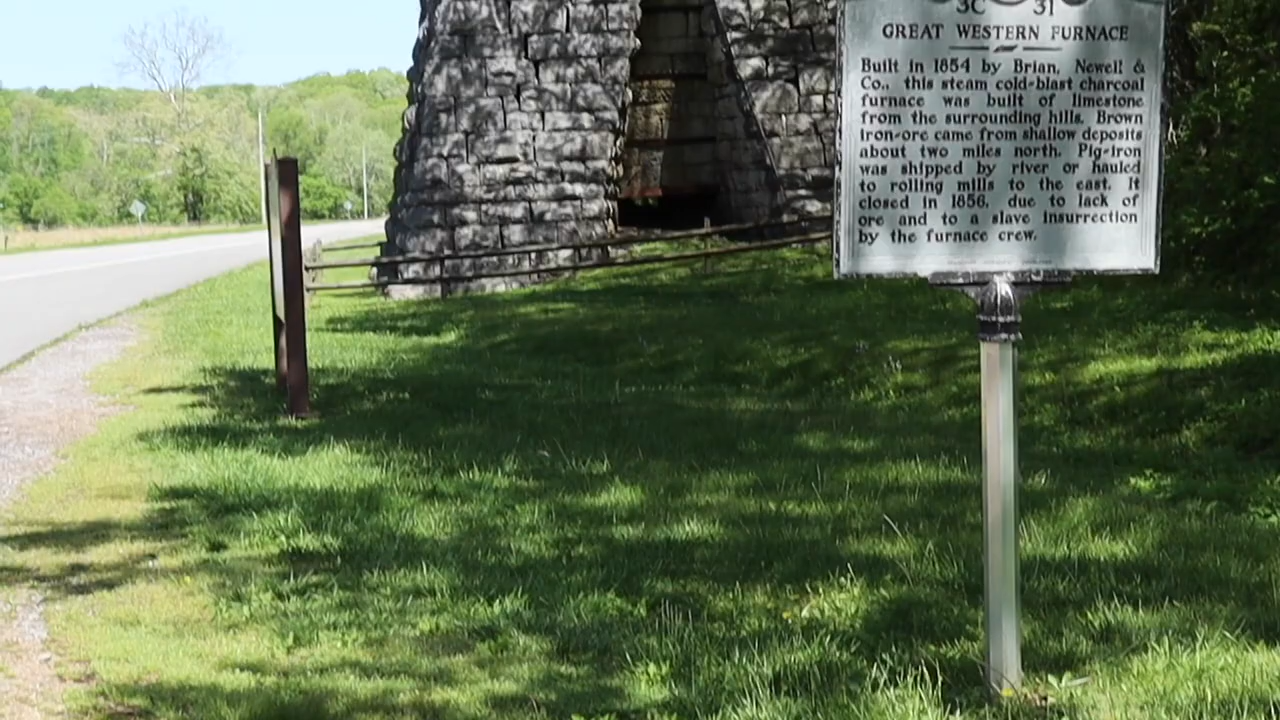 3C 31
GREAT WESTERN FURNACE
Built in 1854 by Brian, Newell &
Co., this steam cold-blast charcoal
furnace was built of limestone
from the surrounding hills. Brown
iron-ore came from shallow deposits
about two miles north. Pig-iron
was shipped by river or hauled
to rolling mills to the east. It
closed in 1856, due to lack of
ore and to a slave insurrection
by the furnace crew.